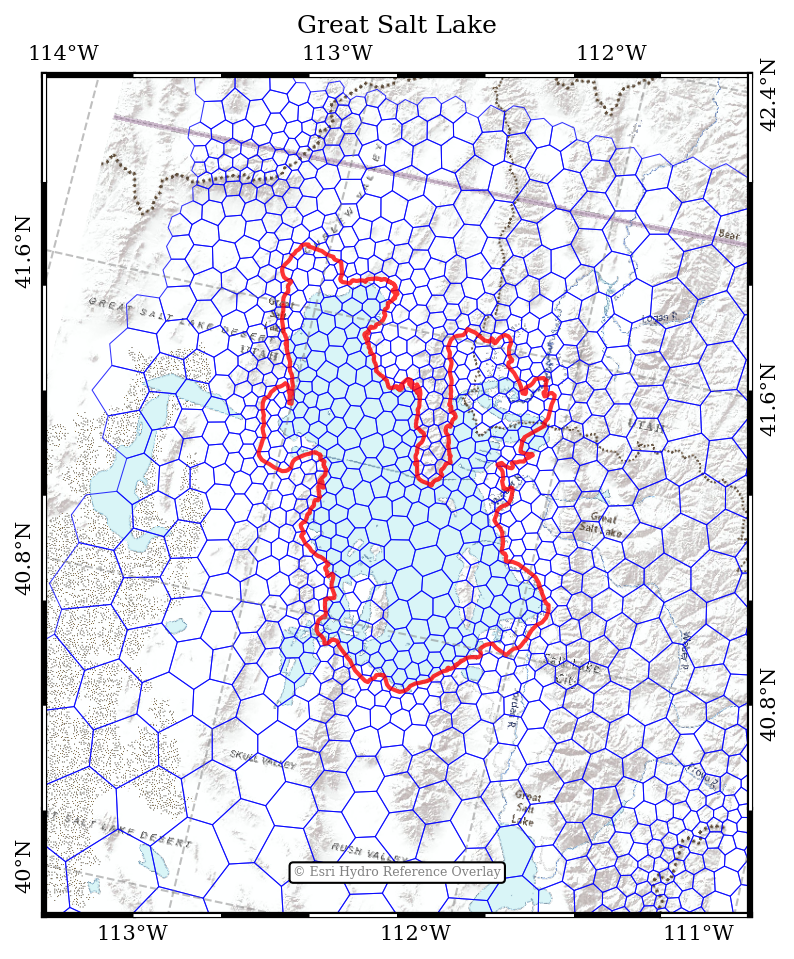 Great Salt Lake
114°W
113°W
112°W
42.4°N
41.6°N
Bear
GREAT SALT LAKE DESERT
Great
UTAH
41.6°N
UTAH
Great
Salt Lake
40.8°N
40.8°N
SKULL VALLEY
Great
Salt
Lake
SALT LAKE DESERT
RUSH VALLEY
© Esri Hydro Reference Overlay
40°N
113°W
112°W
111°W